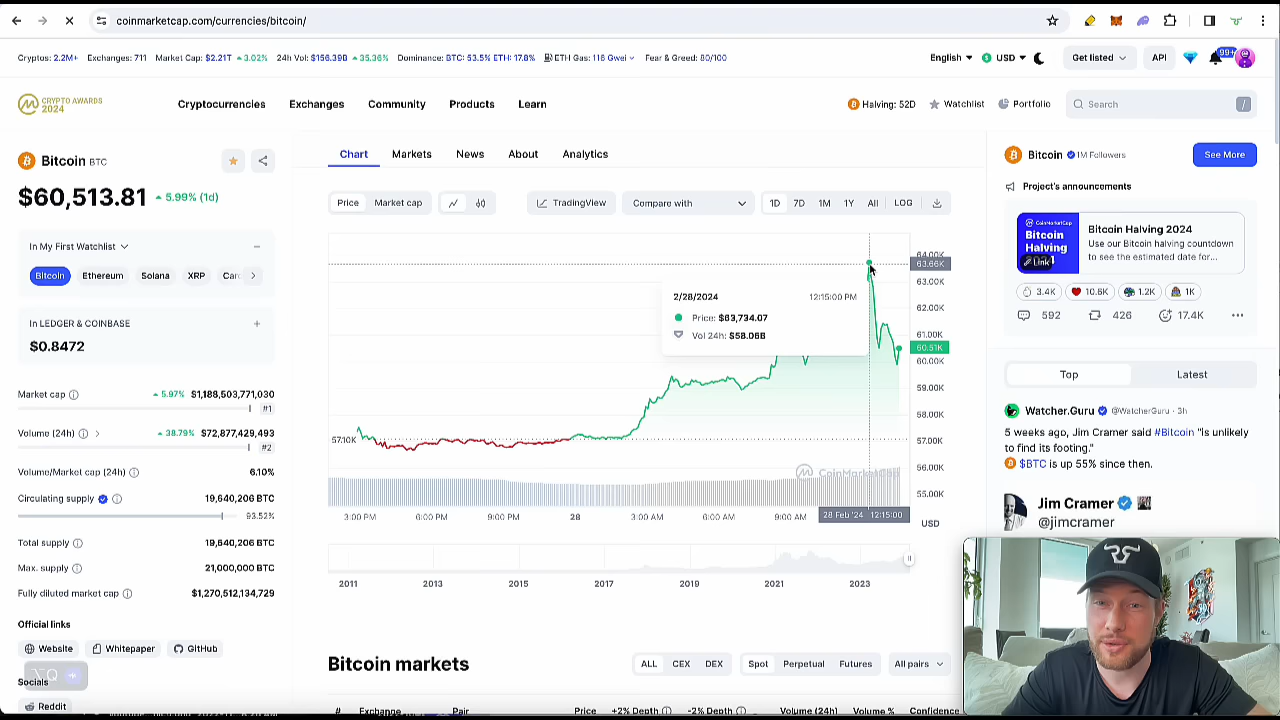 coinmarketcap.com/currencies/bitcoin/
Cryptos: 2.2M+ Exchanges: 711 Market Cap: $2.21T 3.02% 24h Vol: $156.39B 35.36% Dominance: BTC: 53.5% ETH: 17.8% ETH Gas: 116 Gwei Fear & Greed: 80/100
English USD Get listed API 99+
CRYPTO AWARDS
2024
Cryptocurrencies Exchanges Community Products Learn
Halving: 52D Watchlist Portfolio Search /
Bitcoin BTC
$60,513.81 5.99% (1d)
In My First Watchlist
Bitcoin Ethereum Solana XRP
In LEDGER & COINBASE +
$0.8472
Market cap 5.97% $1,188,503,771,030
#1
Volume (24h) 38.79% $72,877,429,493
#2
Volume/Market cap (24h) 6.10%
Circulating supply 19,640,206 BTC
93.52%
Total supply 19,640,206 BTC
Max. supply 21,000,000 BTC
Fully diluted market cap $1,270,512,134,729
Official links
Website Whitepaper GitHub
Socials
Reddit
Chart Markets News About Analytics
Price Market cap TradingView Compare with 1D 7D 1M 1Y All LOG
64.00K
63.66K
63.00K
62.00K
61.00K
60.51K
60.00K
59.00K
58.00K
57.00K
56.00K
55.00K
2/28/2024 12:15:00 PM
Price: $63,734.07
Vol 24h: $58.06B
57.10K
CoinMarketCap
3:00 PM 6:00 PM 9:00 PM 28 3:00 AM 6:00 AM 9:00 AM 28 Feb '24 12:15:00 USD
2011 2013 2015 2017 2019 2021 2023
Bitcoin markets
ALL CEX DEX Spot Perpetual Futures All pairs
# Exchange Pair Price +2% Depth -2% Depth Volume (24h) Volume % Confidence
Bitcoin 1M Followers See More
Project's announcements
CoinMarketCap
Bitcoin
Halving
2024
Link
Bitcoin Halving 2024
Use our Bitcoin halving countdown
to see the estimated date for...
3.4K 10.6K 1.2K 1K
592 426 17.4K
Top Latest
Watcher.Guru @WatcherGuru · 3h
5 weeks ago, Jim Cramer said #Bitcoin "is unlikely
to find its footing."
$BTC is up 55% since then.
Jim Cramer
@jimcramer